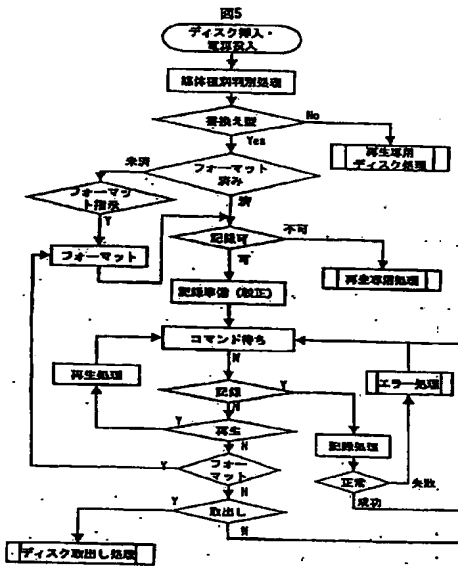 図5
ディスク挿入・
電源投入
媒体種別判別処理
書換え型
No
Yes
再生専用
ディスク処理
未済
フォーマット
済み
済
フォーマッ
ト指示
Y
記録可
不可
可
フォーマット
再生専用処理
記録準備（校正）
コマンド待ち
N
再生処理
記録
Y
N
エラー処理
再生
Y
N
記録処理
フォー
マット
Y
N
正常
失敗
成功
取出し
Y
N
ディスク取出し処理